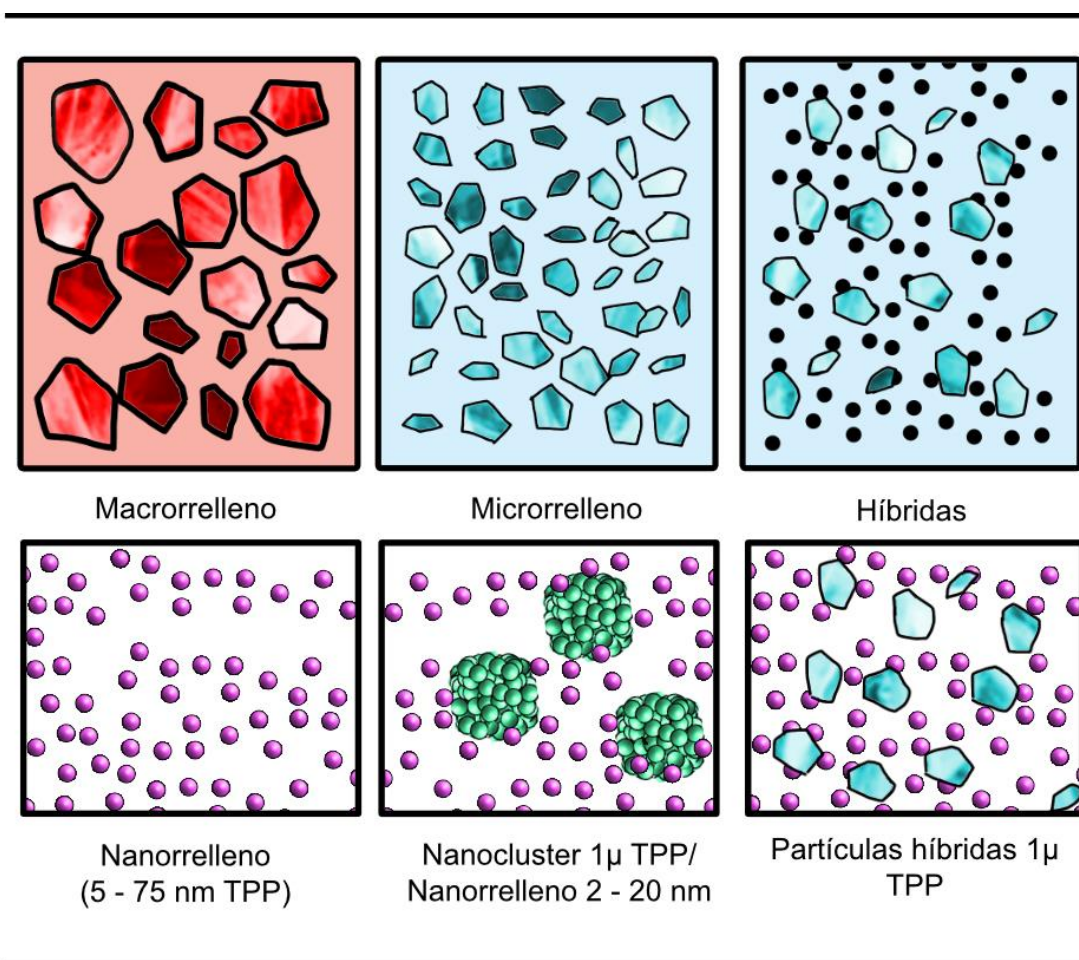 Macrorrelleno
Microrrelleno
Híbridas
Nanorrelleno
(5 - 75 nm TPP)
Nanocluster 1µ TPP/
Nanorrelleno 2 - 20 nm
Partículas híbridas 1µ
TPP